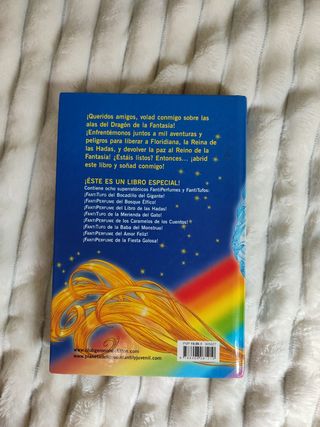 ¡Queridos amigos, volad conmigo sobre las
alas del Dragón de la Fantasía!
¡Enfrentémonos juntos a mil aventuras y
peligros para liberar a Floridiana, la Reina de
las Hadas, y devolver la paz al Reino de la
Fantasía! ¿Estáis listos? Entonces... ¡abrid
este libro y soñad conmigo!
¡ÉSTE ES UN LIBRO ESPECIAL!
Contiene ocho superratónicos FantiPerfumes y FantiTufos:
¡FantiTufo del Bocadillo del Gigante!
¡FantiPerfume del Bosque Élfico!
¡FantiPerfume del Libro de las Hadas!
¡FantiTufo de la Merienda del Gato!
¡FantiPerfume de los Caramelos de los Cuentos!
¡FantiTufo de la Baba del Monstruo!
¡FantiPerfume del Amor Feliz!
¡FantiPerfume de la Fiesta Golosa!